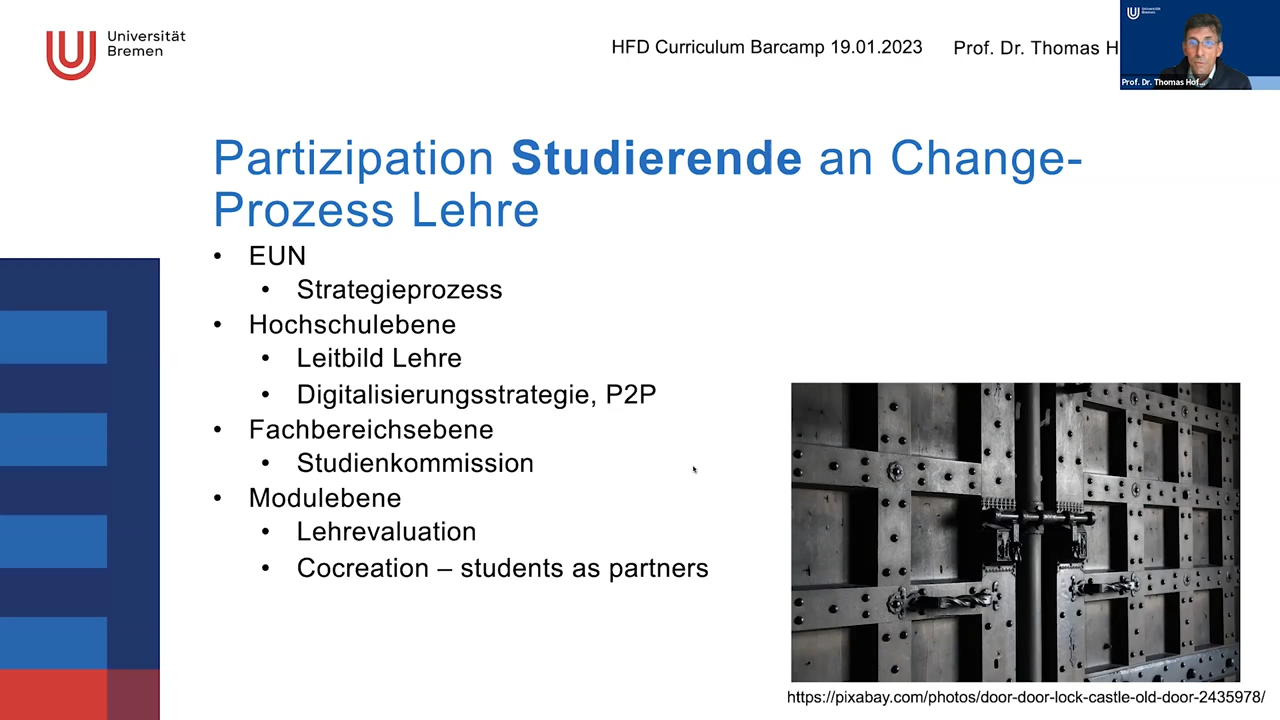 Universität
Bremen
HFD Curriculum Barcamp 19.01.2023 Prof. Dr. Thomas H
Universität
Bremen
Prof. Dr. Thomas Hof...
Partizipation Studierende an Change-
Prozess Lehre
• EUN
• Strategieprozess
• Hochschulebene
• Leitbild Lehre
• Digitalisierungsstrategie, P2P
• Fachbereichsebene
• Studienkommission
• Modulebene
• Lehrevaluation
• Cocreation – students as partners
https://pixabay.com/photos/door-door-lock-castle-old-door-2435978/